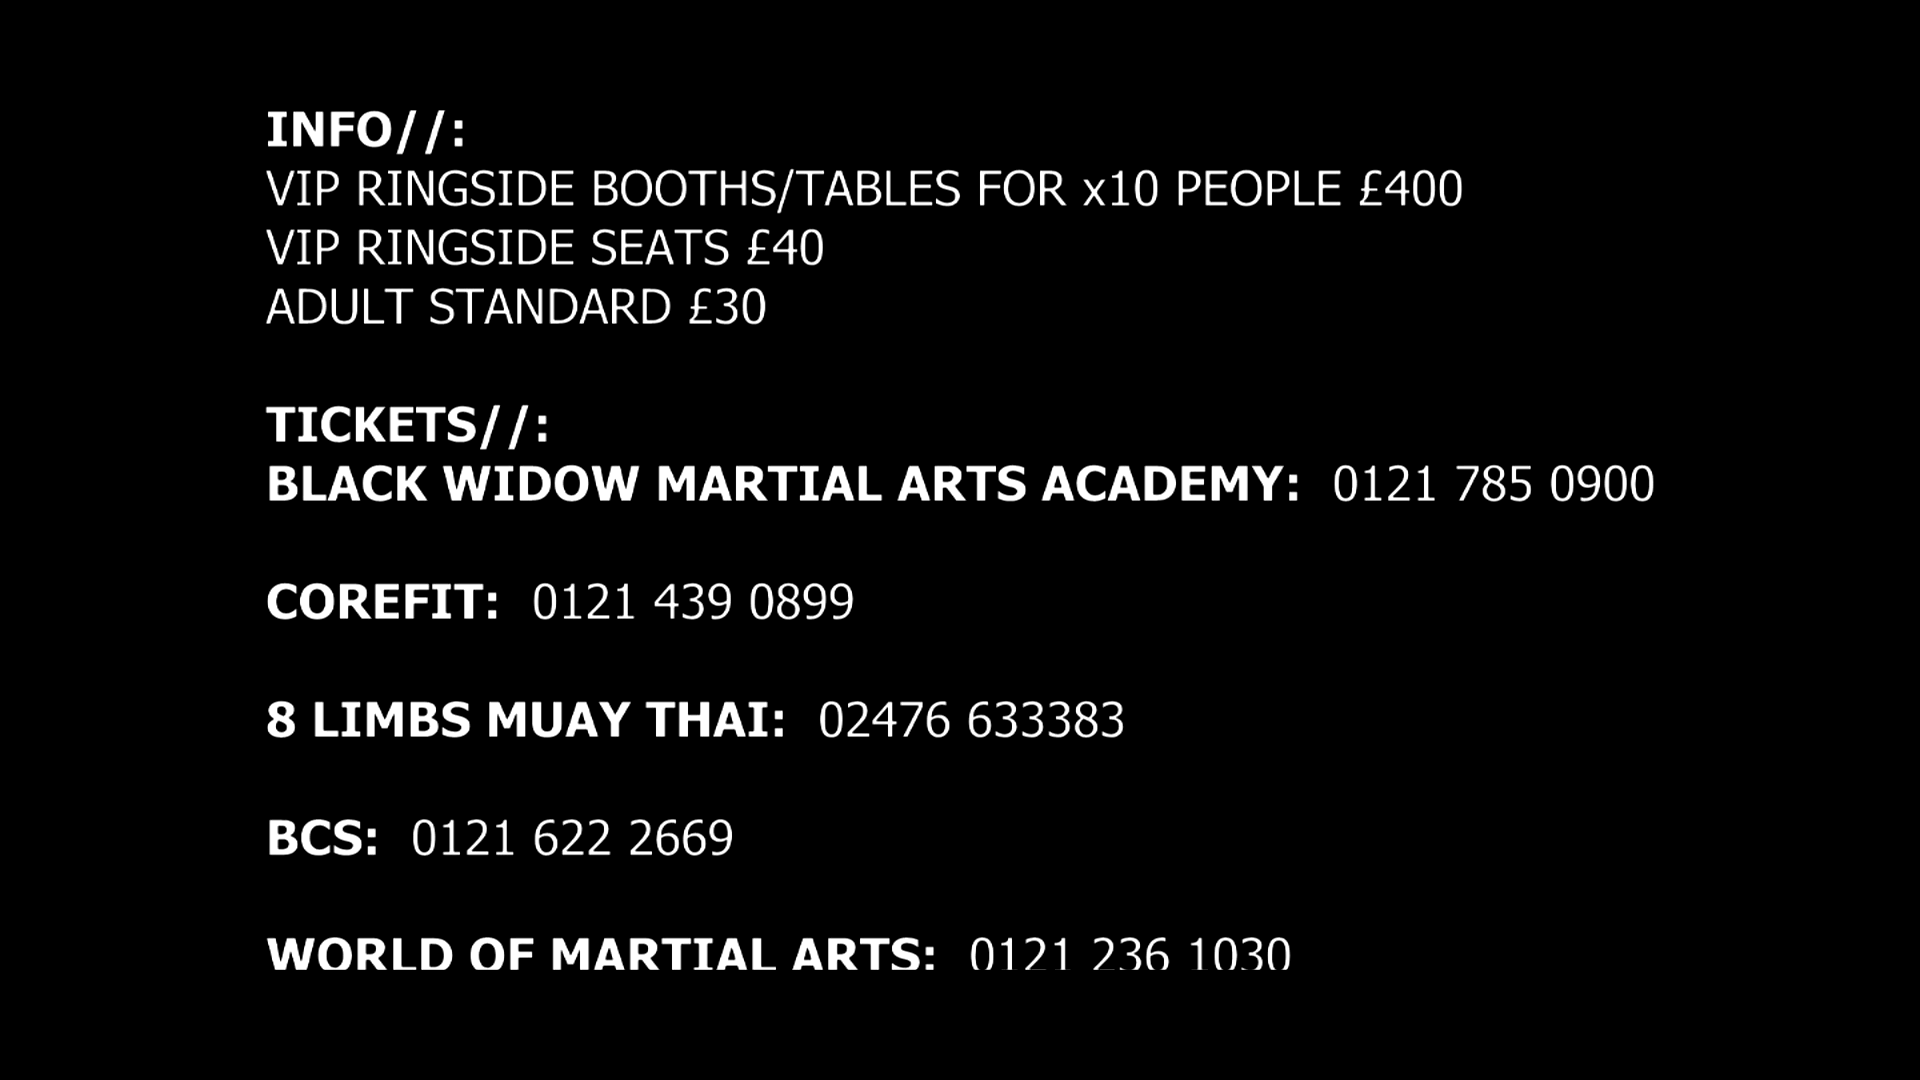 INFO//:
VIP RINGSIDE BOOTHS/TABLES FOR x10 PEOPLE £400
VIP RINGSIDE SEATS £40
ADULT STANDARD £30
TICKETS//:
BLACK WIDOW MARTIAL ARTS ACADEMY: 0121 785 0900
COREFIT: 0121 439 0899
8 LIMBS MUAY THAI: 02476 633383
BCS: 0121 622 2669
WORLD OF MARTIAL ARTS: 0121 236 1030